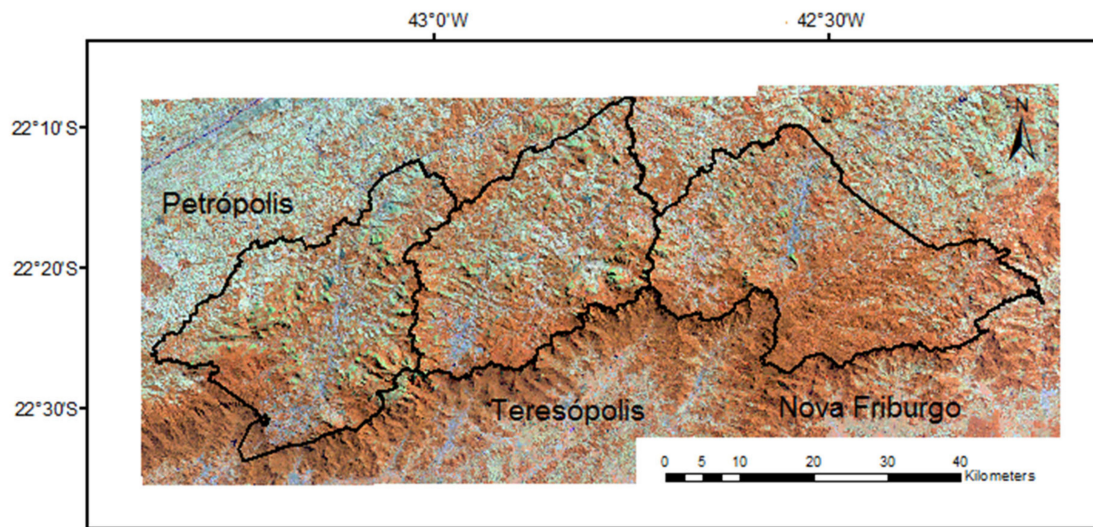 43°0'W 42°30'W
22°10'S
N
Petrópolis
22°20'S
22°30'S
Teresópolis
Nova Friburgo
0 5 10 20 30 40
Kilometers